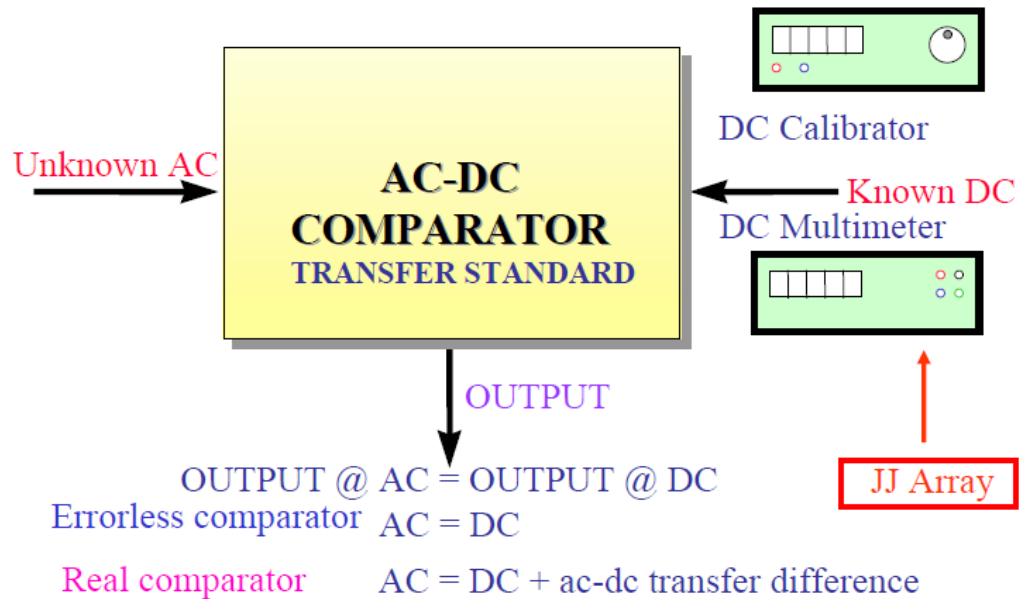 DC Calibrator
Unknown AC
AC-DC
COMPARATOR
TRANSFER STANDARD
Known DC
DC Multimeter
OUTPUT
JJ Array
OUTPUT @ AC = OUTPUT @ DC
Errorless comparator
AC = DC
Real comparator
AC = DC + ac-dc transfer difference